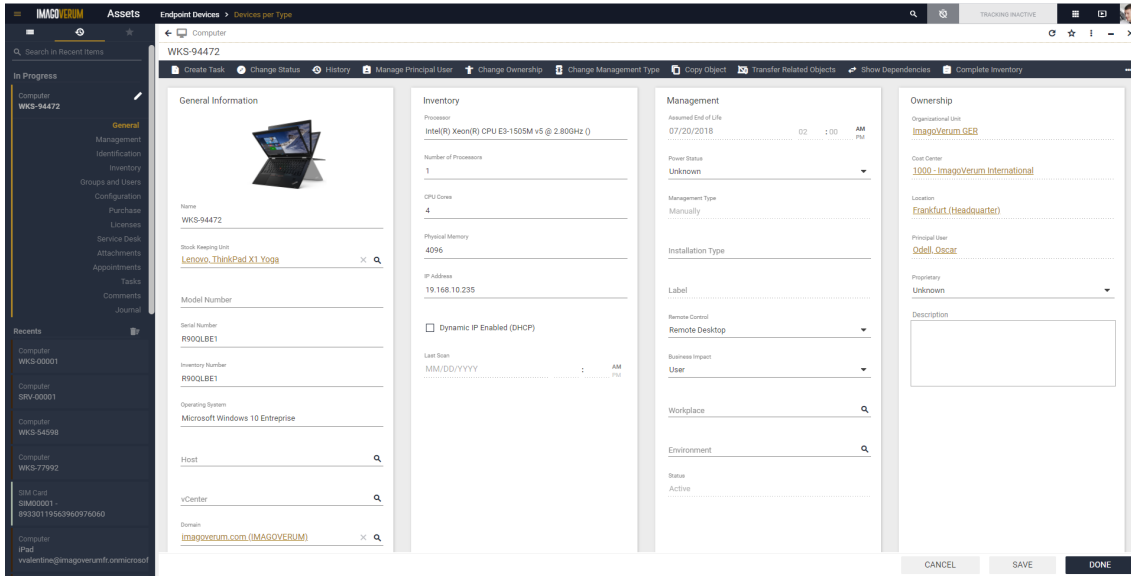 IMAGOVERUM Assets Endpoint Devices > Devices per Type TRACKING INACTIVE
Computer
Search in Recent Items
WKS-94472
In Progress
Create Task Change Status History Manage Principal User Change Ownership Change Management Type Copy Object Transfer Related Objects Show Dependencies Complete Inventory
Computer
WKS-94472
General
Management
Identification
Inventory
Groups and Users
Configuration
Purchase
Licenses
Service Desk
Attachments
Appointments
Tasks
Comments
Journal
Recents
Computer
WKS-00001
Computer
SRV-00001
Computer
WKS-54598
Computer
WKS-77992
SIM Card
SIM00001 -
89330119563960976060
Computer
iPad
vvalentine@imagoverumfr.onmicrosof
General Information
Name
WKS-94472
Stock Keeping Unit
Lenovo, ThinkPad X1 Yoga
Model Number
Serial Number
R90QLBE1
Inventory Number
R90QLBE1
Operating System
Microsoft Windows 10 Entreprise
Host
vCenter
Domain
imagoverum.com (IMAGOVERUM)
Inventory
Processor
Intel(R) Xeon(R) CPU E3-1505M v5 @ 2.80GHz ()
Number of Processors
1
CPU Cores
4
Physical Memory
4096
IP Address
19.168.10.235
Dynamic IP Enabled (DHCP)
Last Scan
MM/DD/YYYY : AM
PM
Management
Assumed End of Life
07/20/2018 02 : 00 AM
PM
Power Status
Unknown
Management Type
Manually
Installation Type
Label
Remote Control
Remote Desktop
Business Impact
User
Workplace
Environment
Status
Active
Ownership
Organizational Unit
ImagoVerum GER
Cost Center
1000 - ImagoVerum International
Location
Frankfurt (Headquarter)
Principal User
Odell, Oscar
Proprietary
Unknown
Description
CANCEL SAVE DONE